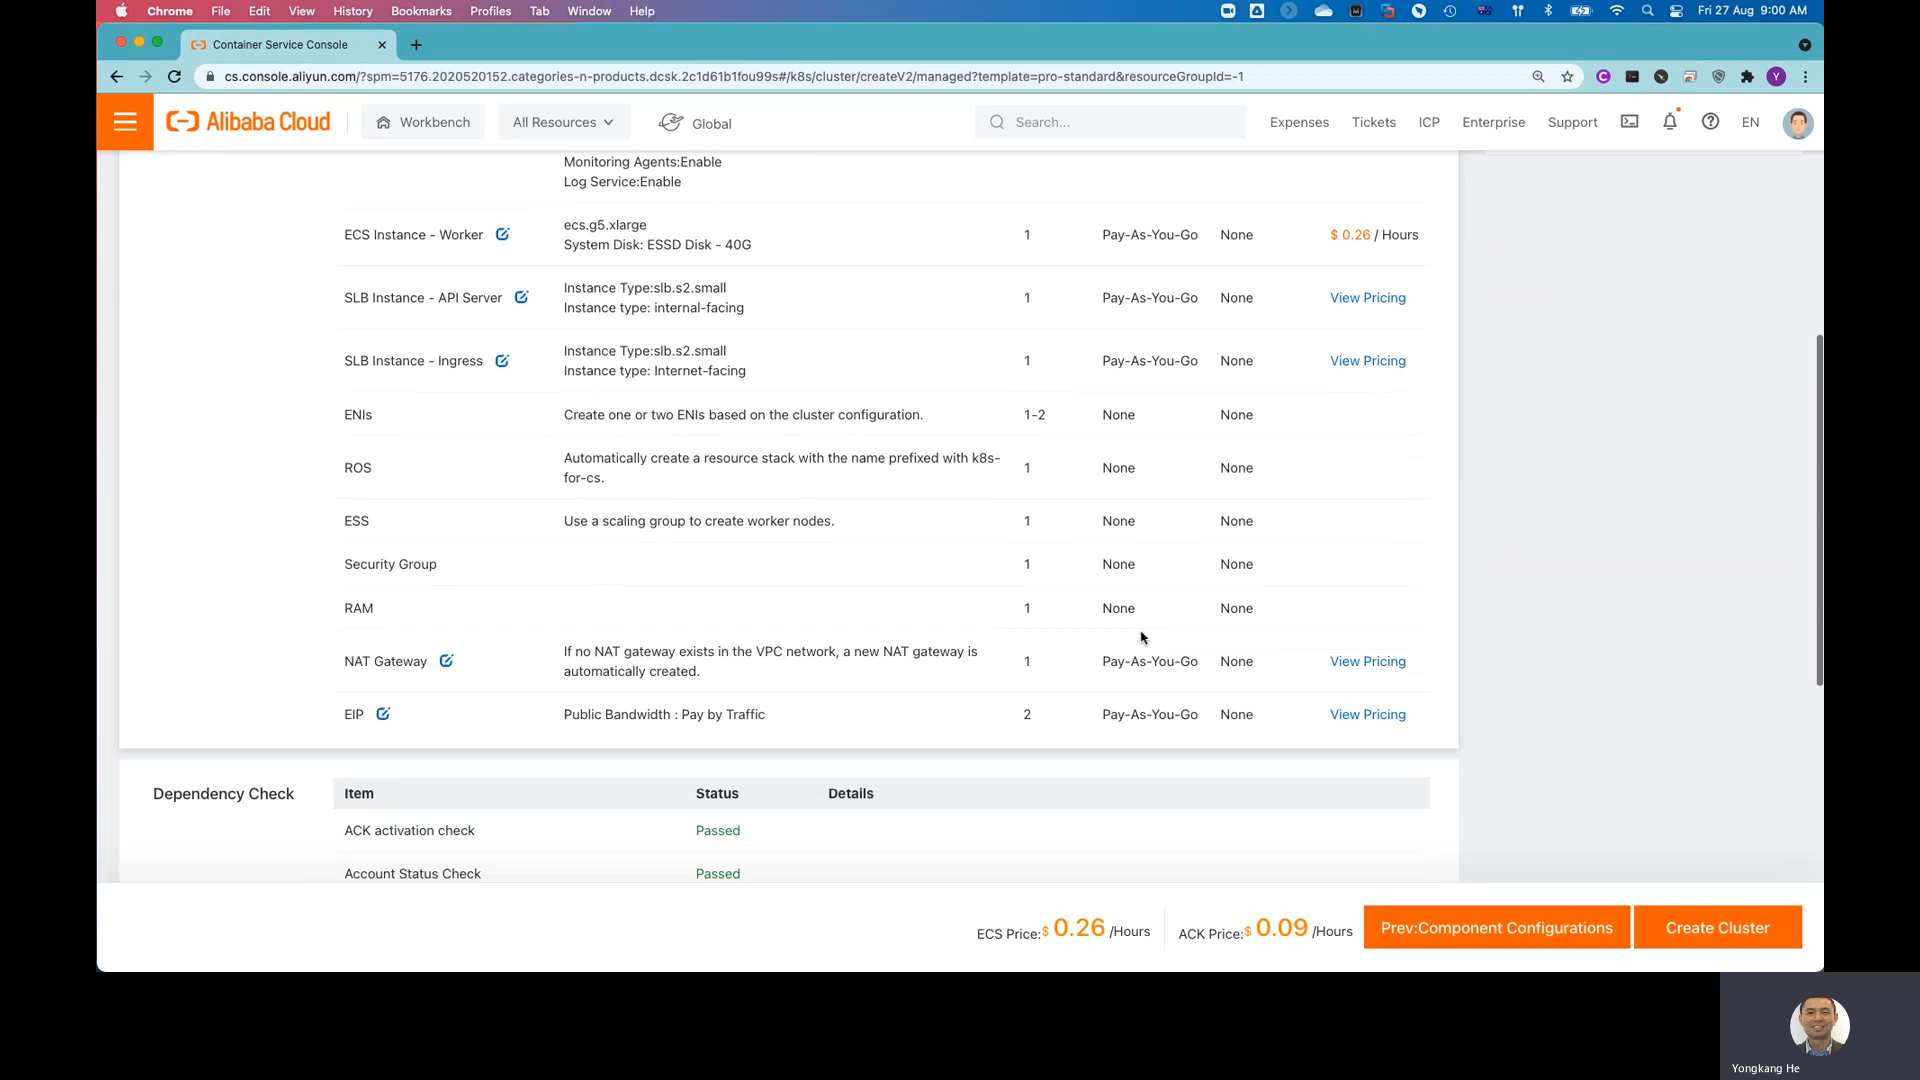 Chrome File Edit View History Bookmarks Profiles Tab Window Help Fri 27 Aug 9:00 AM
Container Service Console
cs.console.aliyun.com/?spm=5176.2020520152.categories-n-products.dcsk.2c1d61b1fou99s#/k8s/cluster/createV2/managed?template=pro-standard&resourceGroupId=-1
Alibaba Cloud Workbench All Resources Global Search... Expenses Tickets ICP Enterprise Support EN
Monitoring Agents:Enable
Log Service:Enable
ECS Instance - Worker ecs.g5.xlarge 1 Pay-As-You-Go None $ 0.26 / Hours
System Disk: ESSD Disk - 40G
SLB Instance - API Server Instance Type:slb.s2.small 1 Pay-As-You-Go None View Pricing
Instance type: internal-facing
SLB Instance - Ingress Instance Type:slb.s2.small 1 Pay-As-You-Go None View Pricing
Instance type: Internet-facing
ENIs Create one or two ENIs based on the cluster configuration. 1-2 None None
ROS Automatically create a resource stack with the name prefixed with k8s- 1 None None
for-cs.
ESS Use a scaling group to create worker nodes. 1 None None
Security Group 1 None None
RAM 1 None None
NAT Gateway If no NAT gateway exists in the VPC network, a new NAT gateway is 1 Pay-As-You-Go None View Pricing
automatically created.
EIP Public Bandwidth : Pay by Traffic 2 Pay-As-You-Go None View Pricing
Dependency Check Item Status Details
ACK activation check Passed
Account Status Check Passed
ECS Price:$ 0.26 /Hours ACK Price:$ 0.09 /Hours Prev:Component Configurations Create Cluster
Yongkang He